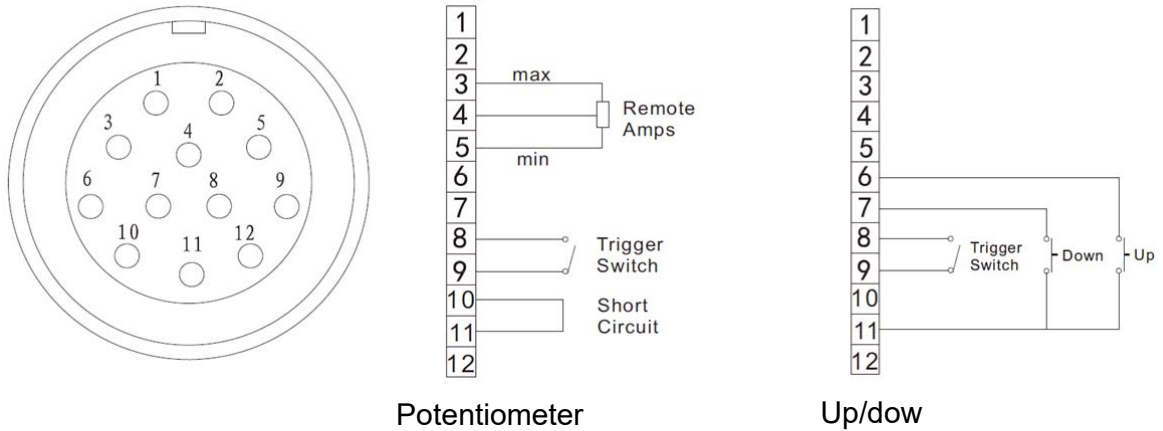 1 2
3 4 5
6 7 8 9
10 11 12
1
2
3 max
4 Remote
Amps
5 min
6
7
8 Trigger
9 Switch
10 Short
11 Circuit
12
Potentiometer
1
2
3
4
5
6
7
8 Trigger
Switch
Down Up
9
10
11
12
Up/dow